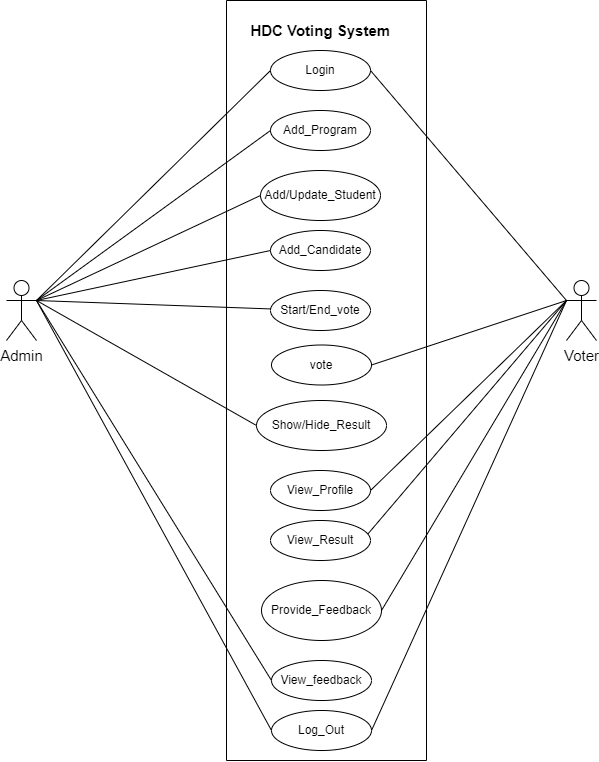 HDC Voting System
Login
Add_Program
Add/Update_Student
Add_Candidate
Start/End_vote
Admin
Voter
vote
Show/Hide_Result
View_Profile
View_Result
Provide_Feedback
View_feedback
Log_Out